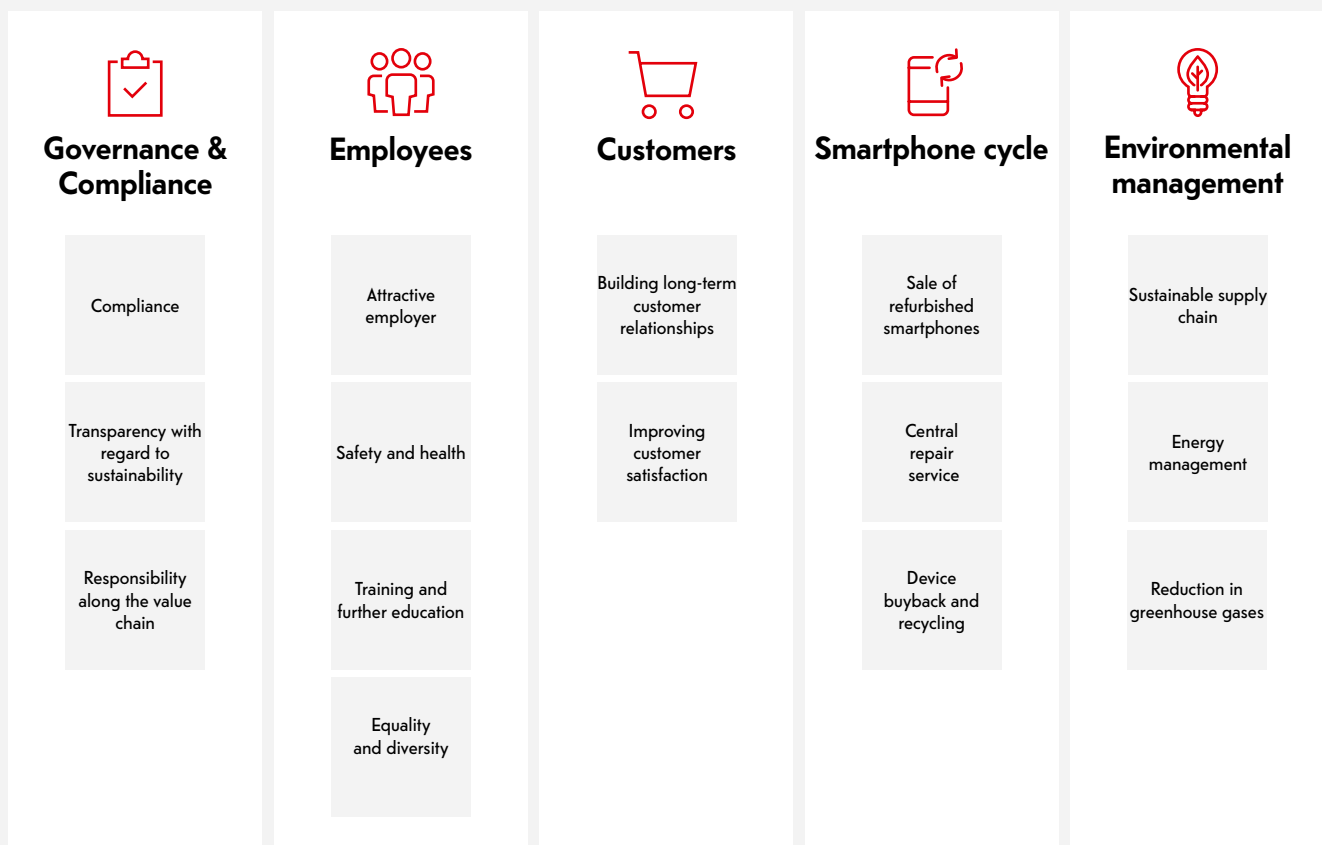 Governance &
Compliance
Compliance
Transparency with
regard to
sustainability
Responsibility
along the value
chain
Employees
Attractive
employer
Safety and health
Training and
further education
Equality
and diversity
Customers
Building long-term
customer
relationships
Improving
customer
satisfaction
Smartphone cycle
Sale of
refurbished
smartphones
Central
repair
service
Device
buyback and
recycling
Environmental
management
Sustainable supply
chain
Energy
management
Reduction in
greenhouse gases